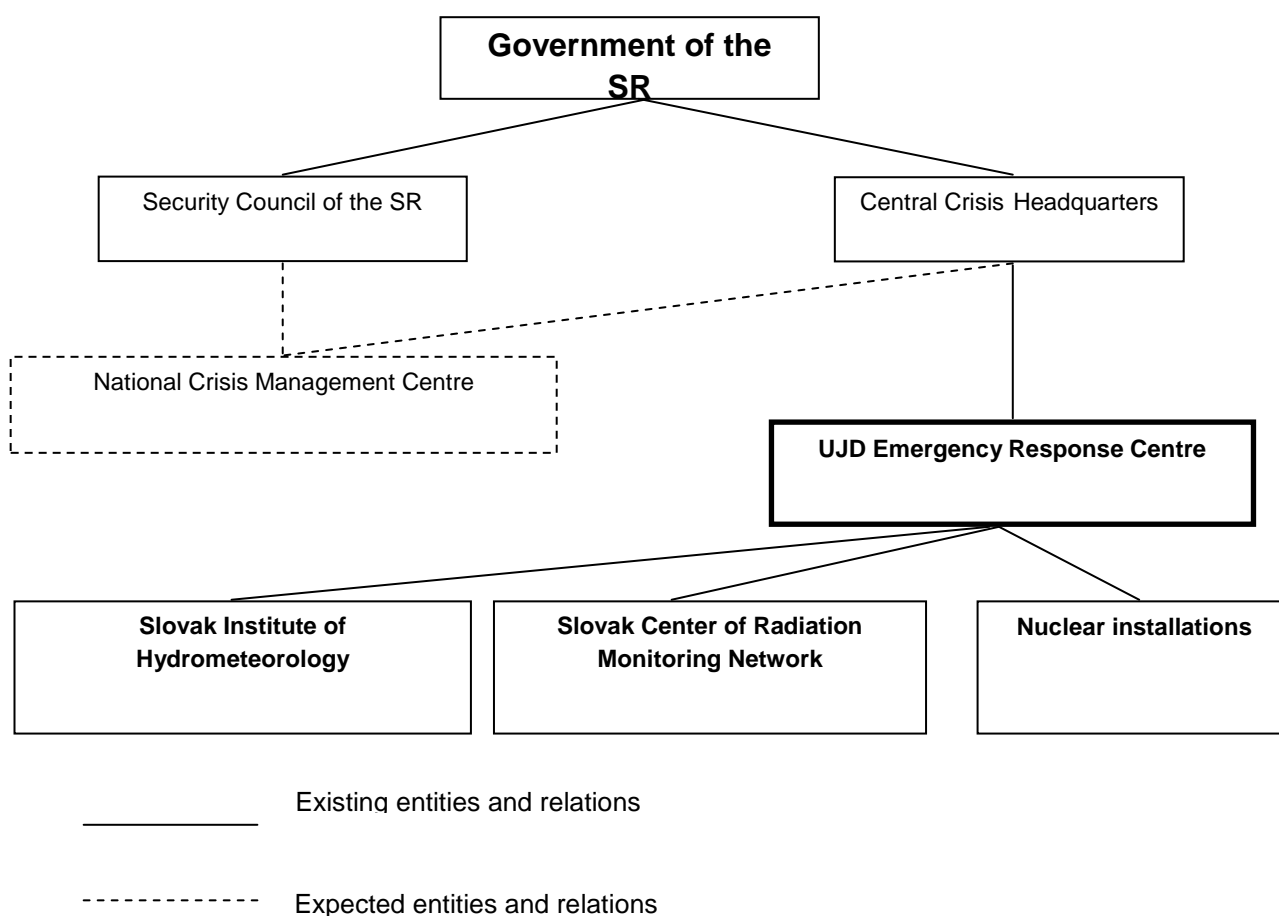 Government of the
SR
Security Council of the SR
Central Crisis Headquarters
National Crisis Management Centre
UJD Emergency Response Centre
Slovak Institute of
Hydrometeorology
Slovak Center of Radiation
Monitoring Network
Nuclear installations
Existing entities and relations
Expected entities and relations